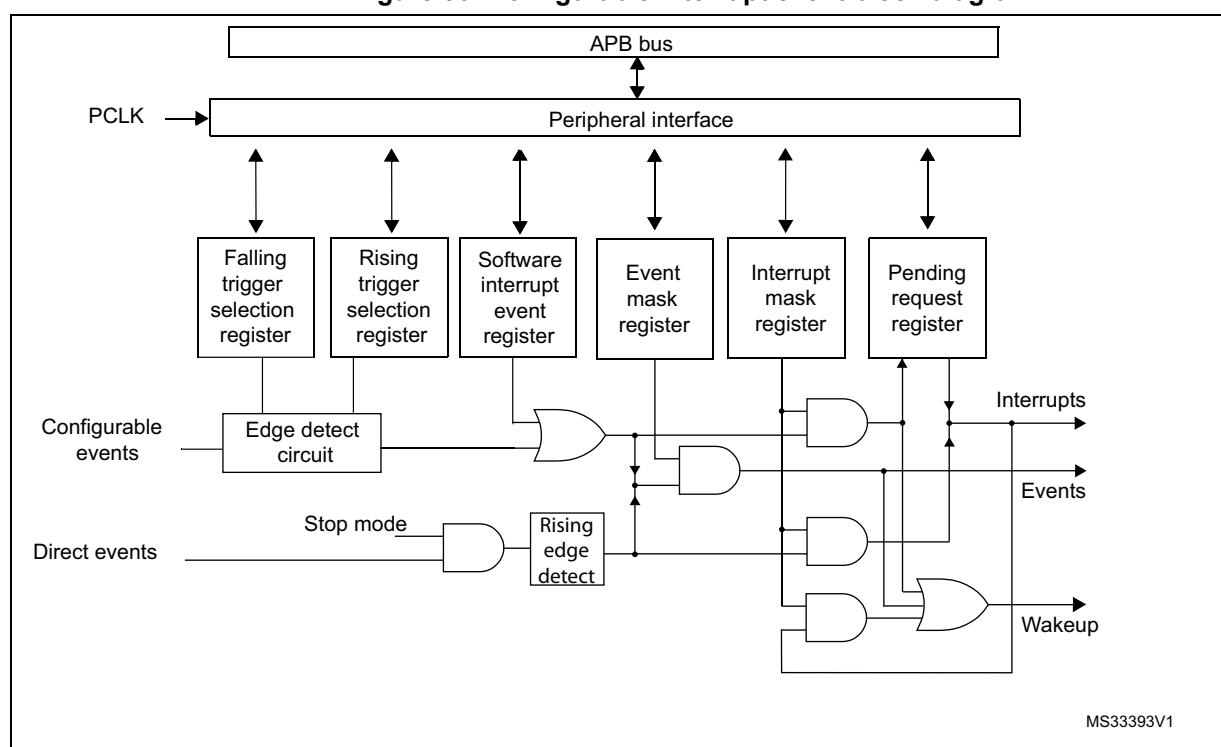 APB bus
PCLK
Peripheral interface
Falling
trigger
selection
register
Rising
trigger
selection
register
Software
interrupt
event
register
Event
mask
register
Interrupt
mask
register
Pending
request
register
Configurable
events
Edge detect
circuit
Interrupts
Events
Stop mode
Direct events
Rising
edge
detect
Wakeup
MS33393V1